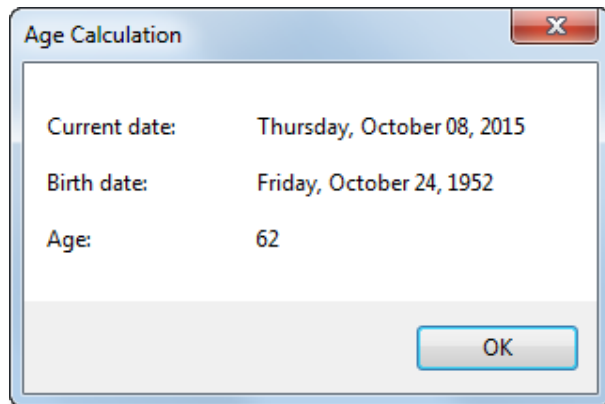 Age Calculation
Current date: Thursday, October 08, 2015
Birth date: Friday, October 24, 1952
Age: 62
OK